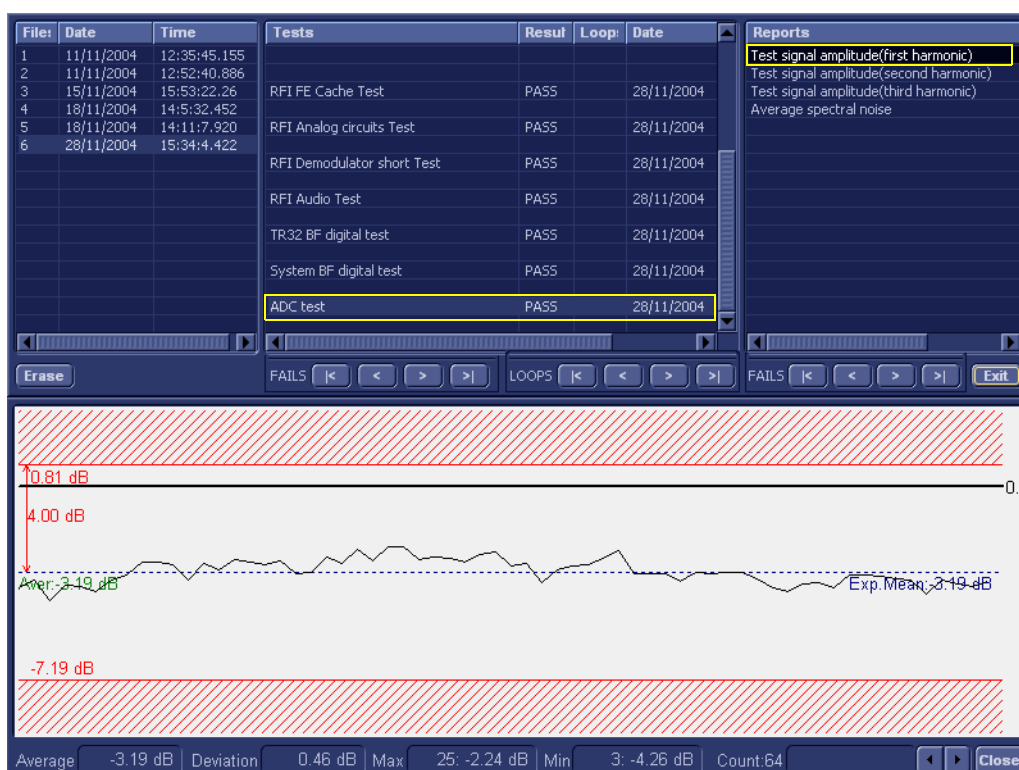 File: Date Time
1 11/11/2004 12:35:45.155
2 11/11/2004 12:52:40.886
3 15/11/2004 15:53:22.26
4 18/11/2004 14:5:32.452
5 18/11/2004 14:11:7.920
6 28/11/2004 15:34:4.422
Erase
Tests Resul Loop: Date
RFI FE Cache Test PASS 28/11/2004
RFI Analog circuits Test PASS 28/11/2004
RFI Demodulator short Test PASS 28/11/2004
RFI Audio Test PASS 28/11/2004
TR32 BF digital test PASS 28/11/2004
System BF digital test PASS 28/11/2004
ADC test PASS 28/11/2004
FAILS |< < > >| LOOPS |< < > >|
Reports
Test signal amplitude(first harmonic)
Test signal amplitude(second harmonic)
Test signal amplitude(third harmonic)
Average spectral noise
FAILS |< < > >| Exit
0.81 dB
0.
4.00 dB
Aver:-3.19 dB
Exp.Mean:-3.19 dB
-7.19 dB
Average -3.19 dB Deviation 0.46 dB Max 25: -2.24 dB Min 3: -4.26 dB Count:64 Close